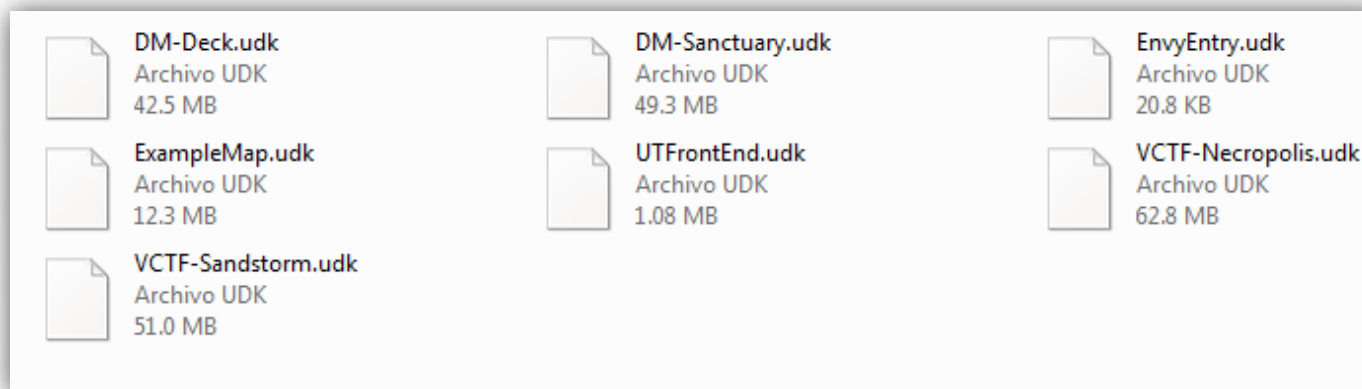 DM-Deck.udk
Archivo UDK
42.5 MB
DM-Sanctuary.udk
Archivo UDK
49.3 MB
EnvyEntry.udk
Archivo UDK
20.8 KB
ExampleMap.udk
Archivo UDK
12.3 MB
UTFrontEnd.udk
Archivo UDK
1.08 MB
VCTF-Necropolis.udk
Archivo UDK
62.8 MB
VCTF-Sandstorm.udk
Archivo UDK
51.0 MB